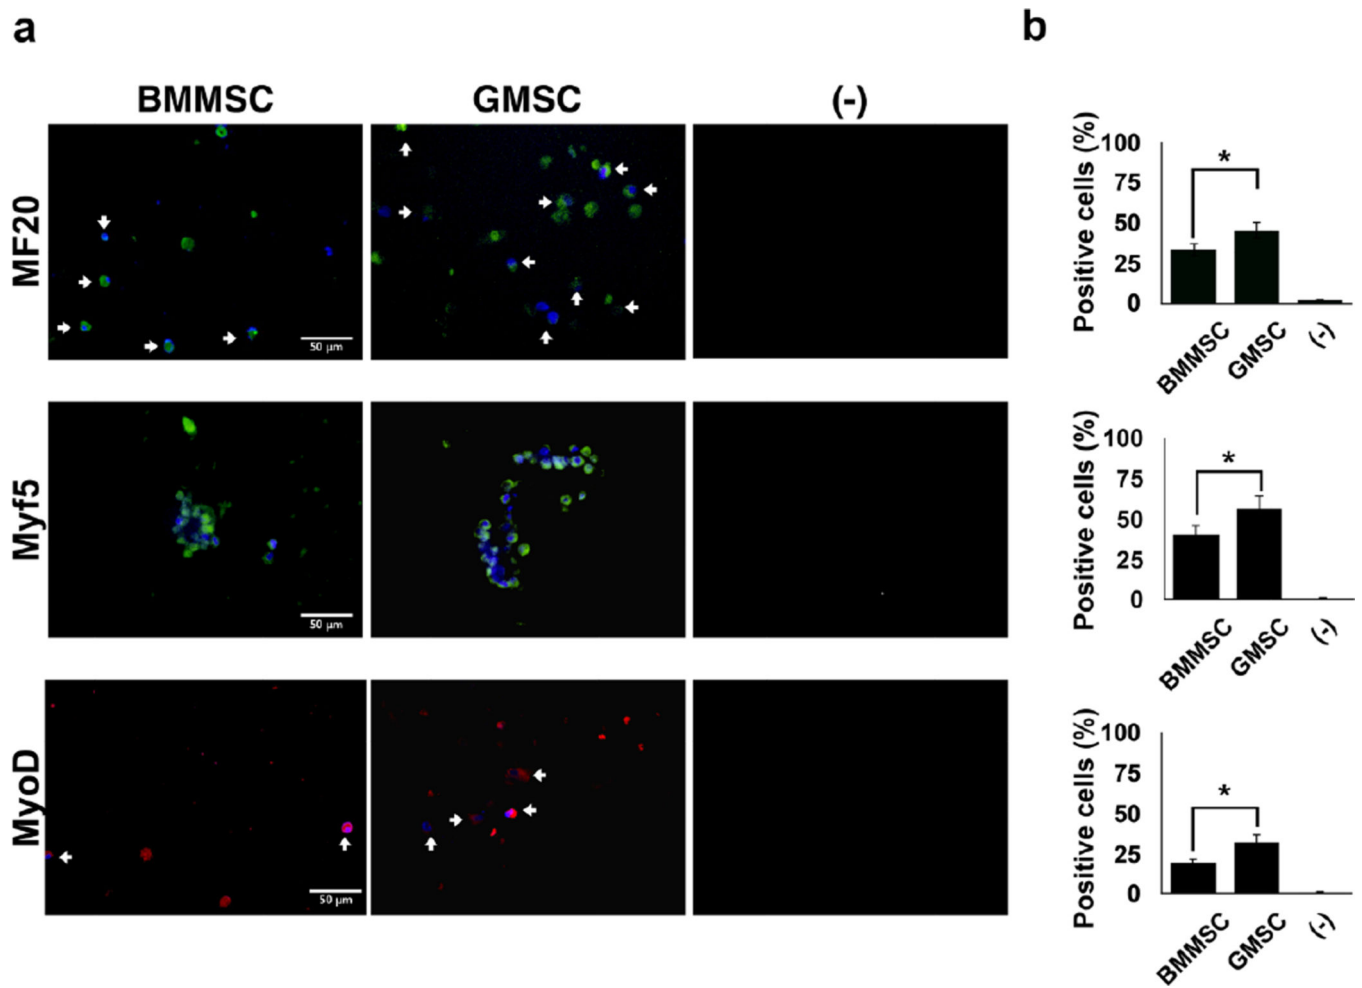 a
b
BMMSC
GMSC
(-)
MF20
50 µm
Myf5
50 µm
MyoD
50 µm
Positive cells (%)
100
75
50
25
0
*
BMMSC
GMSC
(-)
Positive cells (%)
100
75
50
25
0
*
BMMSC
GMSC
(-)
Positive cells (%)
100
75
50
25
0
*
BMMSC
GMSC
(-)